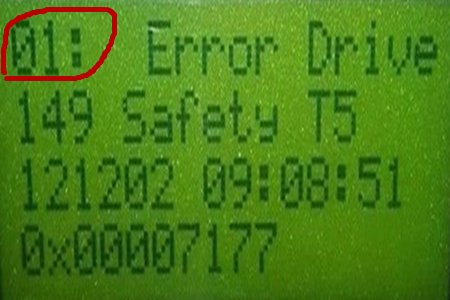 01: Error Drive
149 Safety T5
121202 09:08:51
0x00007177